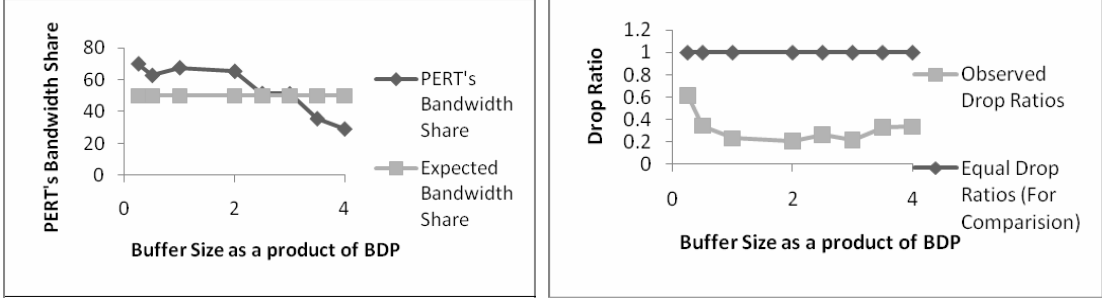 80
60
40
20
0
0
2
4
PERT's Bandwidth Share
Buffer Size as a product of BDP
PERT's
Bandwidth
Share
Expected
Bandwidth
Share
1.2
1
0.8
0.6
0.4
0.2
0
0
2
4
Drop Ratio
Buffer Size as a product of BDP
Observed
Drop Ratios
Equal Drop
Ratios (For
Comparision)